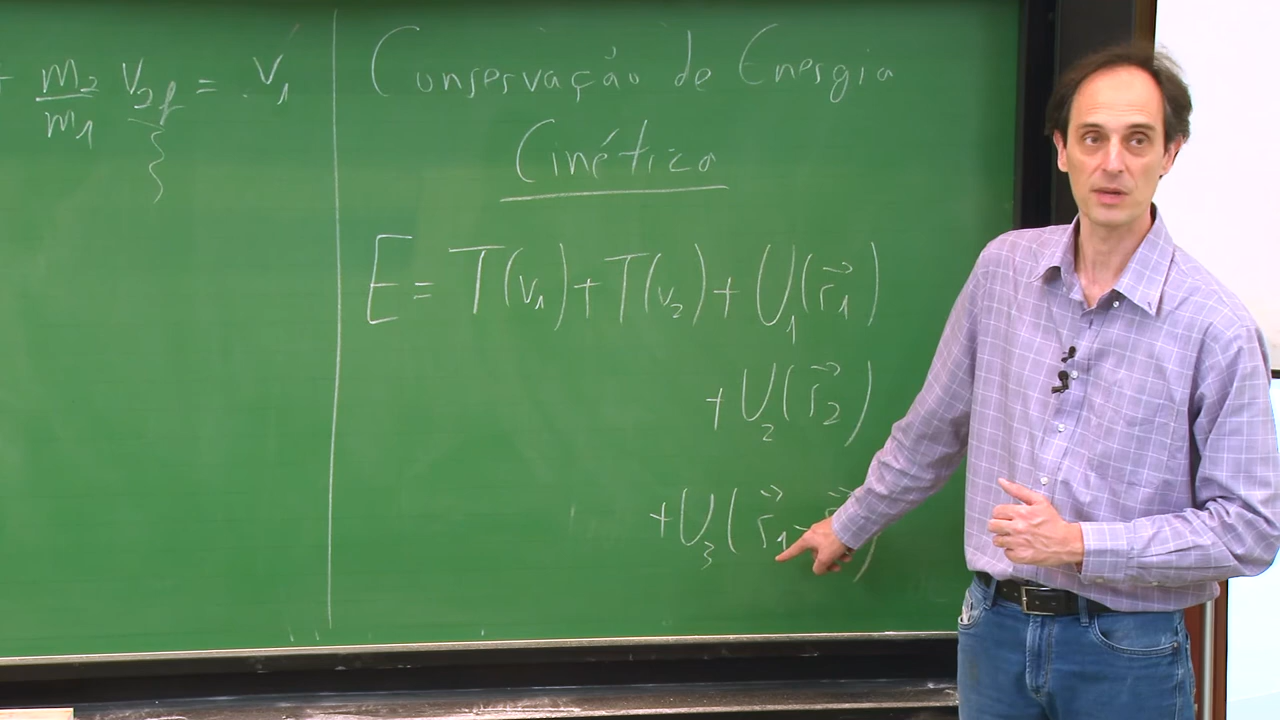 + m₂/m₁ v₂f = v₁
Conservação de Energia
Cinética
E = T(v₁) + T(v₂) + U₁(r⃗₁)
+ U₂(r⃗₂)
+ U₃(r⃗₁ -